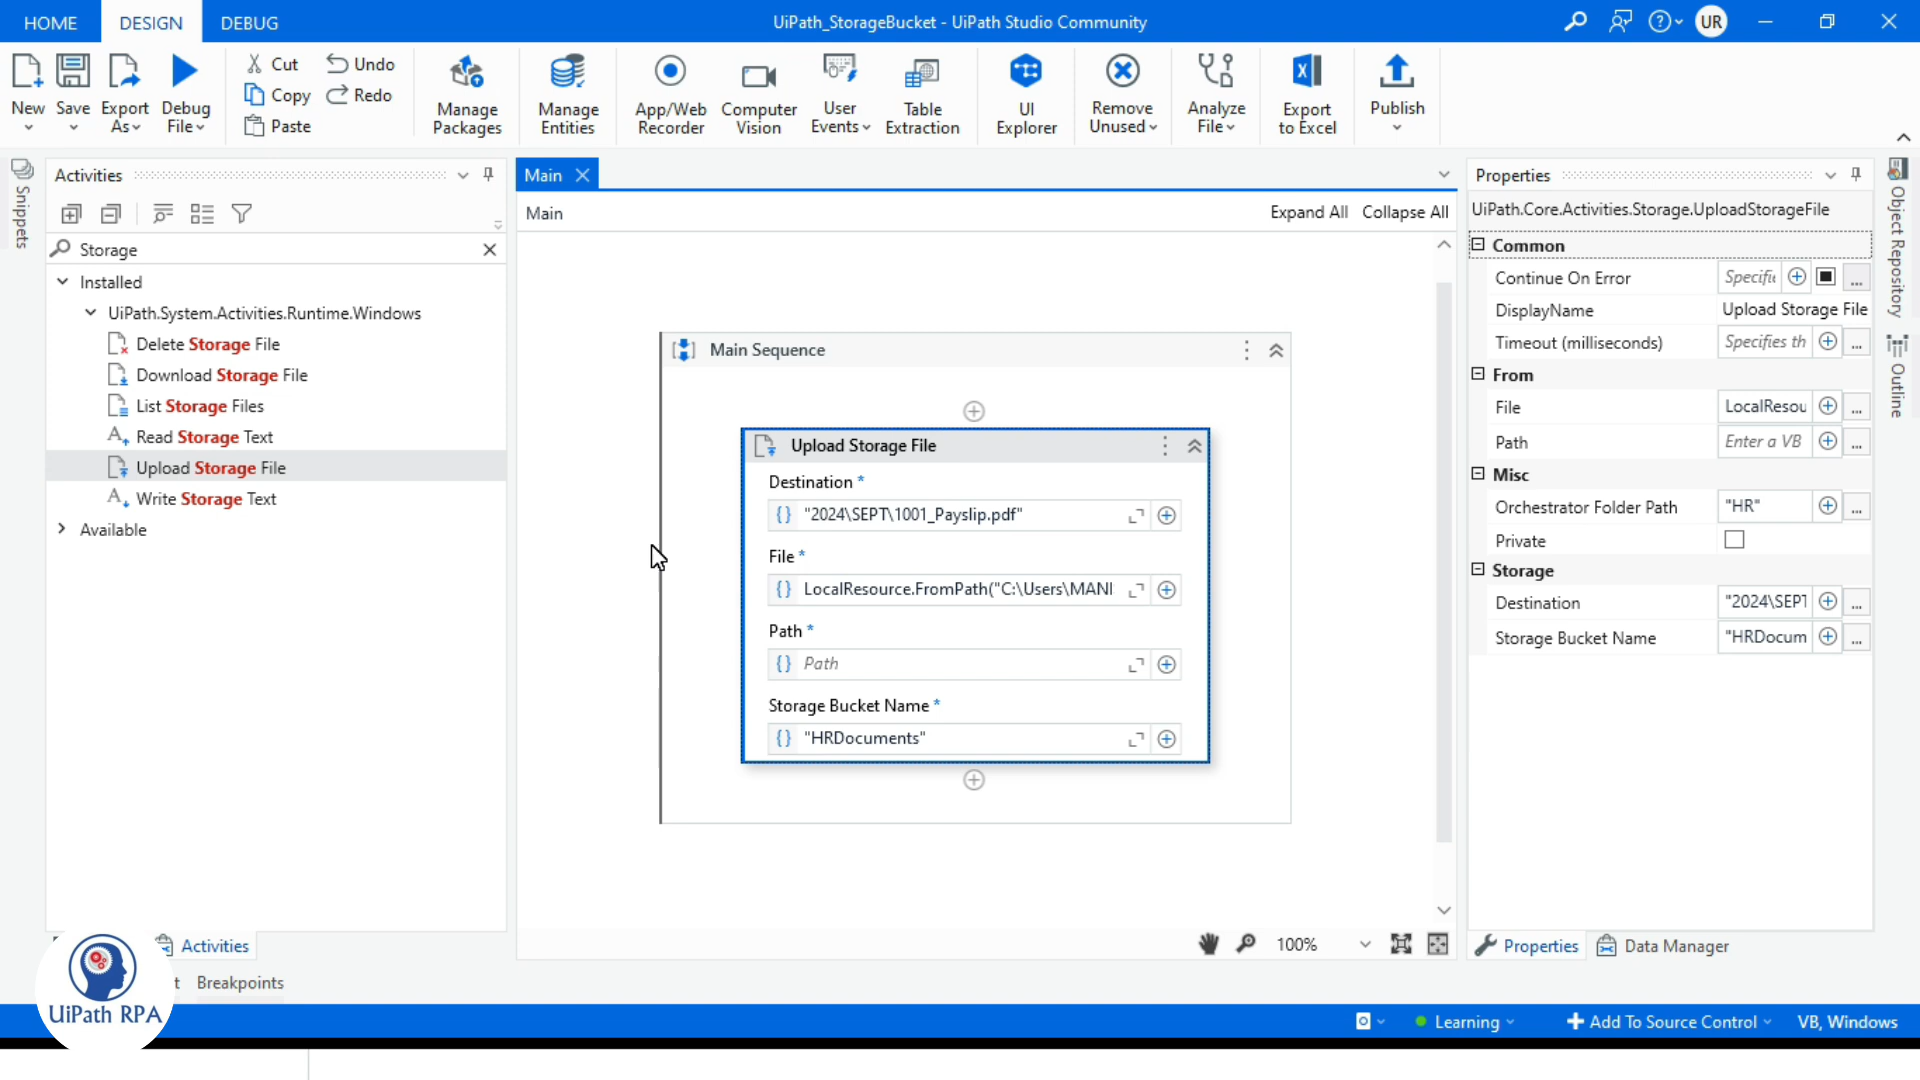 HOME DESIGN DEBUG
UiPath_StorageBucket - UiPath Studio Community
UR
New
Save
Export As
Debug File
Cut
Copy
Paste
Undo
Redo
Manage Packages
Manage Entities
App/Web Recorder
Computer Vision
User Events
Table Extraction
UI Explorer
Remove Unused
Analyze File
Export to Excel
Publish
Snippets
Activities
Storage
Installed
UiPath.System.Activities.Runtime.Windows
Delete Storage File
Download Storage File
List Storage Files
Read Storage Text
Upload Storage File
Write Storage Text
Available
Activities
Breakpoints
UiPath RPA
Main
Main
Expand All Collapse All
Main Sequence
Upload Storage File
Destination *
"2024\SEPT\1001_Payslip.pdf"
File *
LocalResource.FromPath("C:\Users\MANI
Path *
Path
Storage Bucket Name *
"HRDocuments"
100%
Properties
UiPath.Core.Activities.Storage.UploadStorageFile
Common
Continue On Error Specifi ...
DisplayName Upload Storage File
Timeout (milliseconds) Specifies th ...
From
File LocalResou ...
Path Enter a VB ...
Misc
Orchestrator Folder Path "HR" ...
Private
Storage
Destination "2024\SEPT ...
Storage Bucket Name "HRDocum ...
Properties Data Manager
Object Repository
Outline
Learning
Add To Source Control
VB, Windows